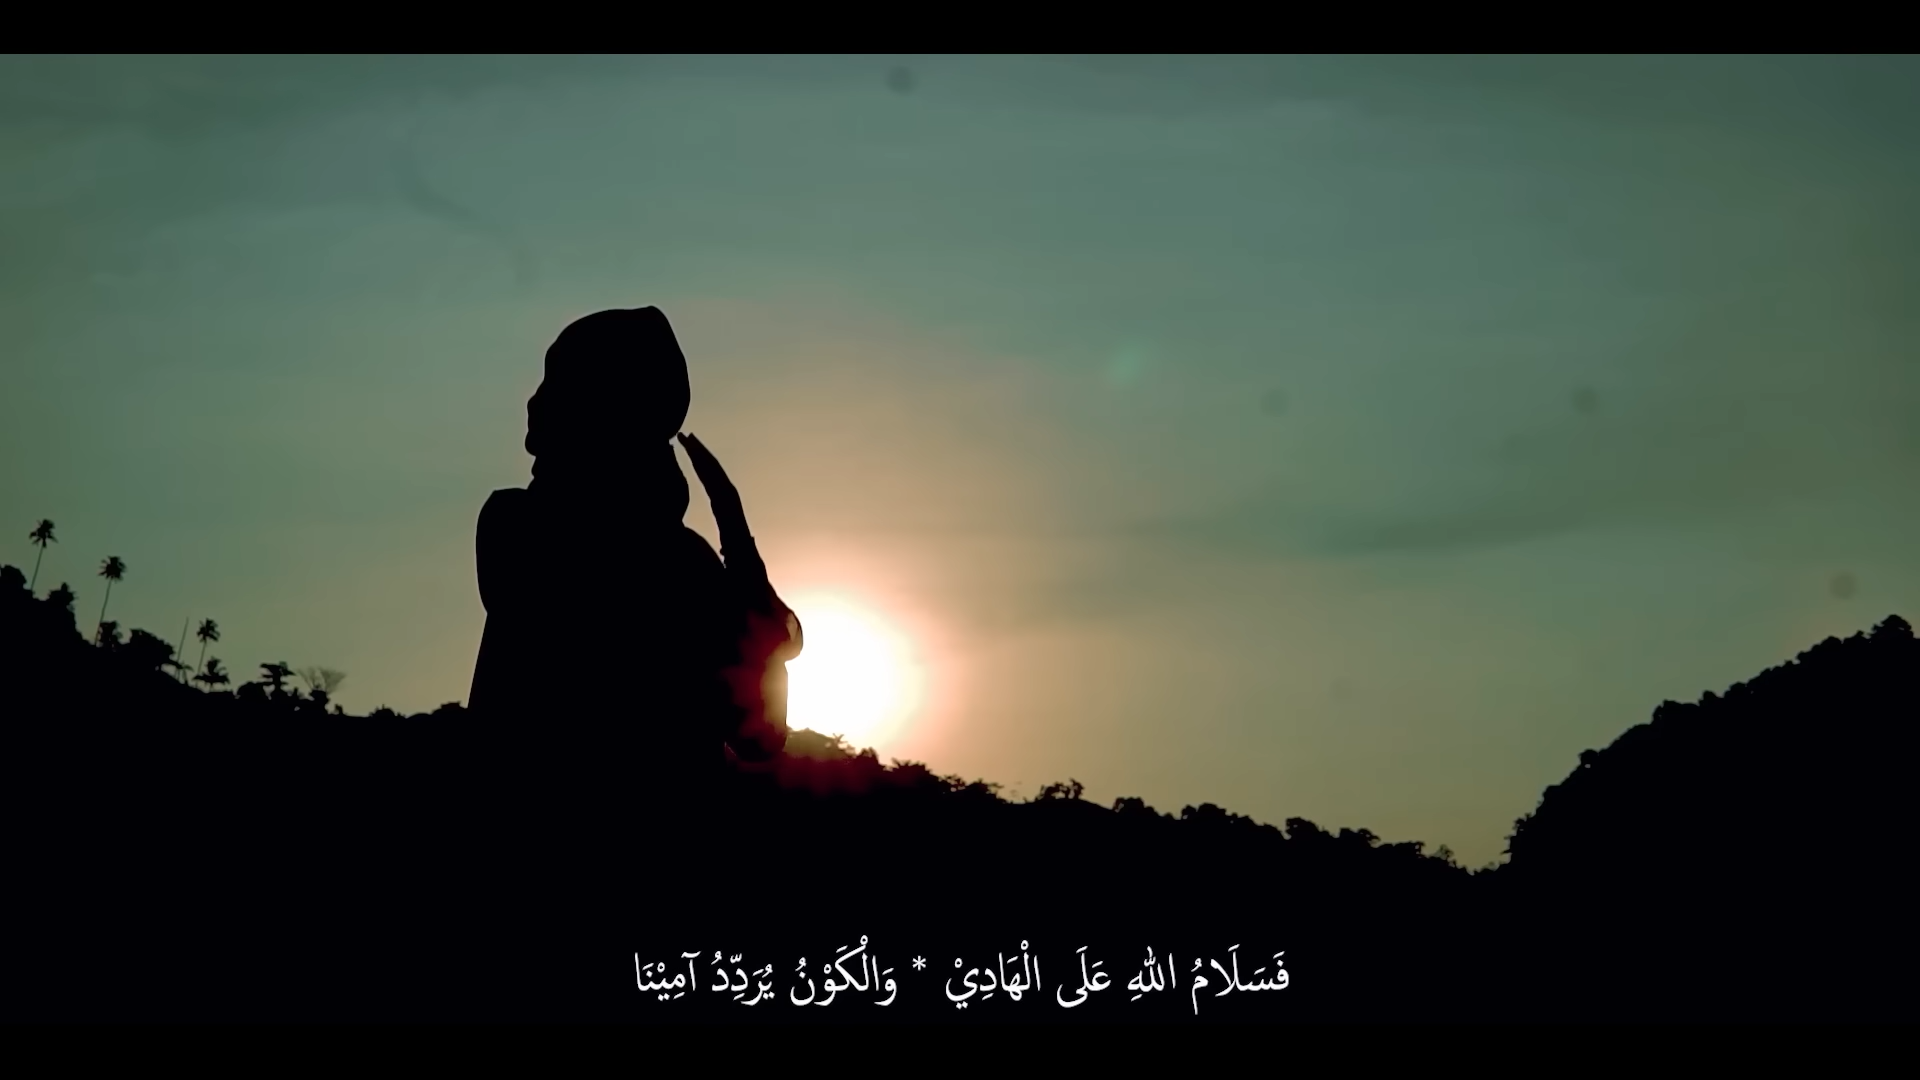 فَسَلَامُ اللهِ عَلَى الْهَادِيْ * وَالْكَوْنُ يُرَدِّدُ آمِيْنَا